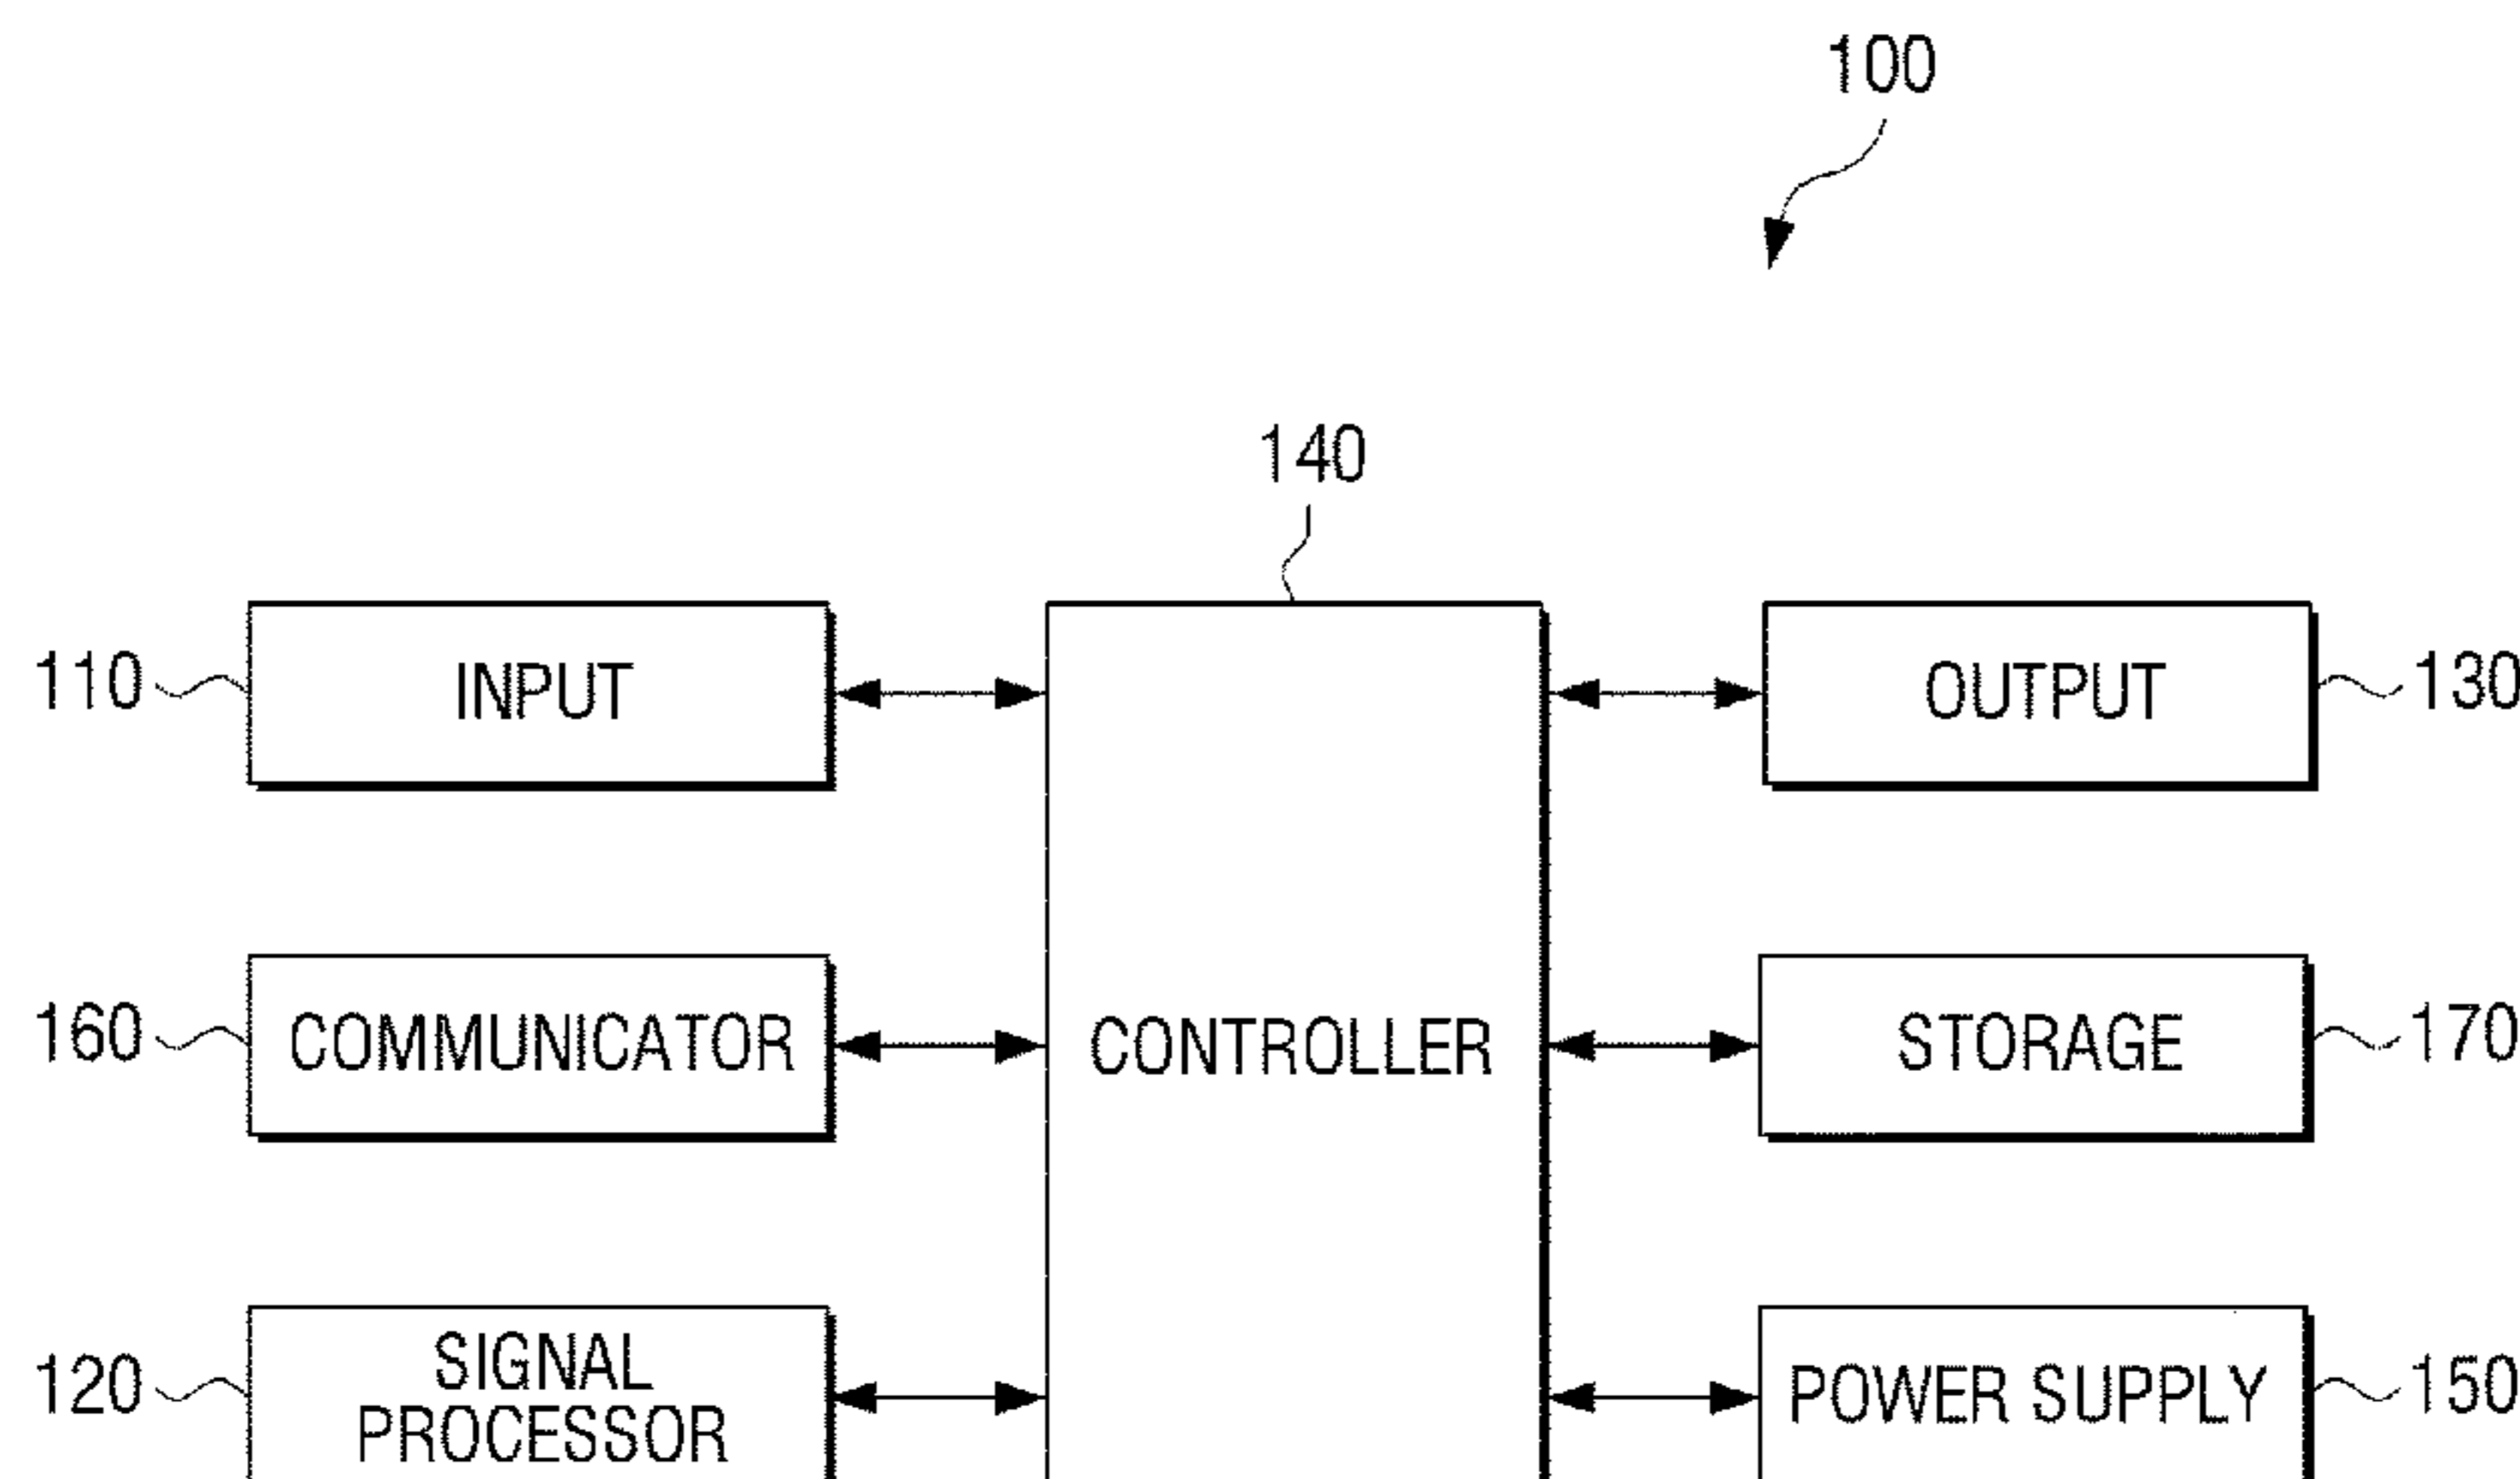 100
140
110 INPUT OUTPUT 130
160 COMMUNICATOR CONTROLLER STORAGE 170
120 SIGNAL PROCESSOR POWER SUPPLY 150